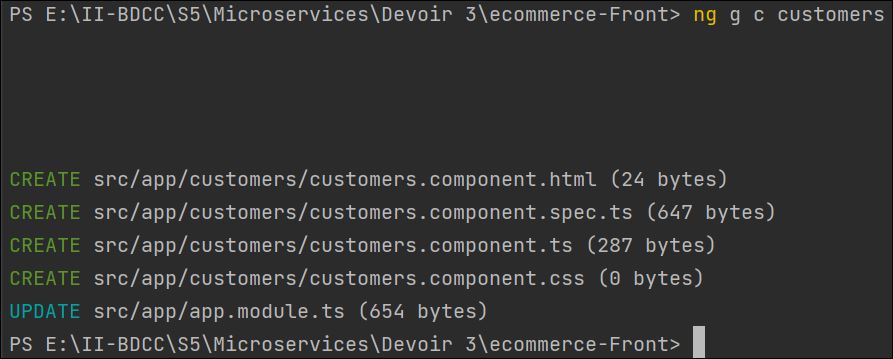 PS E:\II-BDCC\S5\Microservices\Devoir 3\ecommerce-Front> ng g c customers
CREATE src/app/customers/customers.component.html (24 bytes)
CREATE src/app/customers/customers.component.spec.ts (647 bytes)
CREATE src/app/customers/customers.component.ts (287 bytes)
CREATE src/app/customers/customers.component.css (0 bytes)
UPDATE src/app/app.module.ts (654 bytes)
PS E:\II-BDCC\S5\Microservices\Devoir 3\ecommerce-Front>